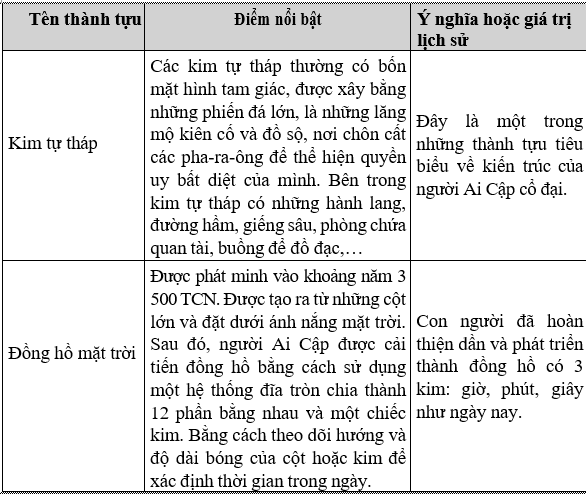 Tên thành tựu
Điểm nổi bật
Ý nghĩa hoặc giá trị
lịch sử
Kim tự tháp
Các kim tự tháp thường có bốn
mặt hình tam giác, được xây bằng
những phiến đá lớn, là những lăng
mộ kiên cố và đồ sộ, nơi chôn cất
các pha-ra-ông để thể hiện quyền
uy bất diệt của mình. Bên trong
kim tự tháp có những hành lang,
đường hầm, giếng sâu, phòng chứa
quan tài, buồng để đồ đạc,…
Đây là một trong
những thành tựu tiêu
biểu về kiến trúc của
người Ai Cập cổ đại.
Đồng hồ mặt trời
Được phát minh vào khoảng năm 3
500 TCN. Được tạo ra từ những cột
lớn và đặt dưới ánh nắng mặt trời.
Sau đó, người Ai Cập được cải
tiến đồng hồ bằng cách sử dụng
một hệ thống đĩa tròn chia thành
12 phần bằng nhau và một chiếc
kim. Bằng cách theo dõi hướng và
độ dài bóng của cột hoặc kim để
xác định thời gian trong ngày.
Con người đã hoàn
thiện dần và phát triển
thành đồng hồ có 3
kim: giờ, phút, giây
như ngày nay.